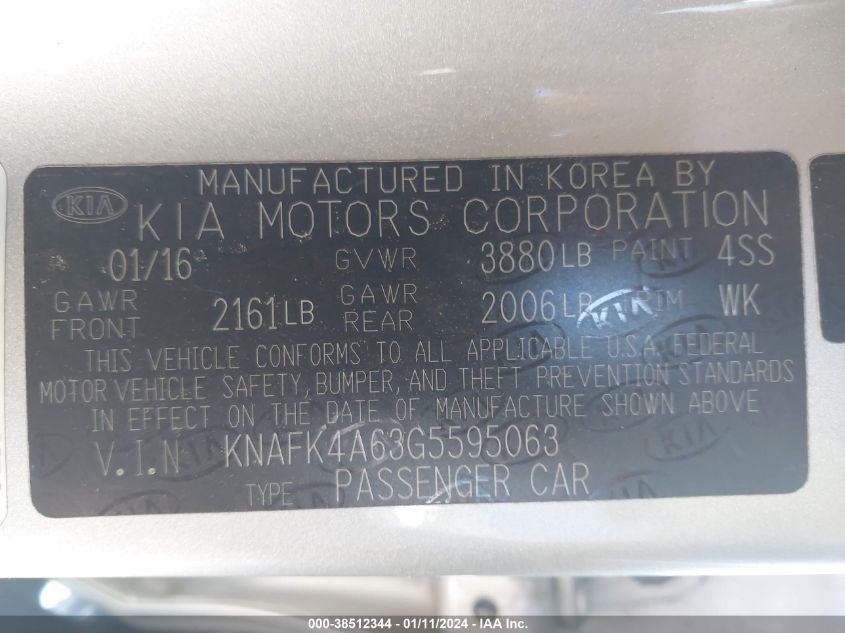 MANUFACTURED IN KOREA BY
KIA KIA MOTORS CORPORATION
01/16 GVWR 3880LB PAINT 4SS
GAWR FRONT 2161LB GAWR REAR 2006LB KIA TRIM WK
THIS VEHICLE CONFORMS TO ALL APPLICABLE U.S.A. FEDERAL
MOTOR VEHICLE SAFETY, BUMPER, AND THEFT PREVENTION STANDARDS
IN EFFECT ON THE DATE OF MANUFACTURE SHOWN ABOVE
V.I.N KNAFK4A63G5595063
TYPE PASSENGER CAR
000-38512344 - 01/11/2024 - IAA Inc.